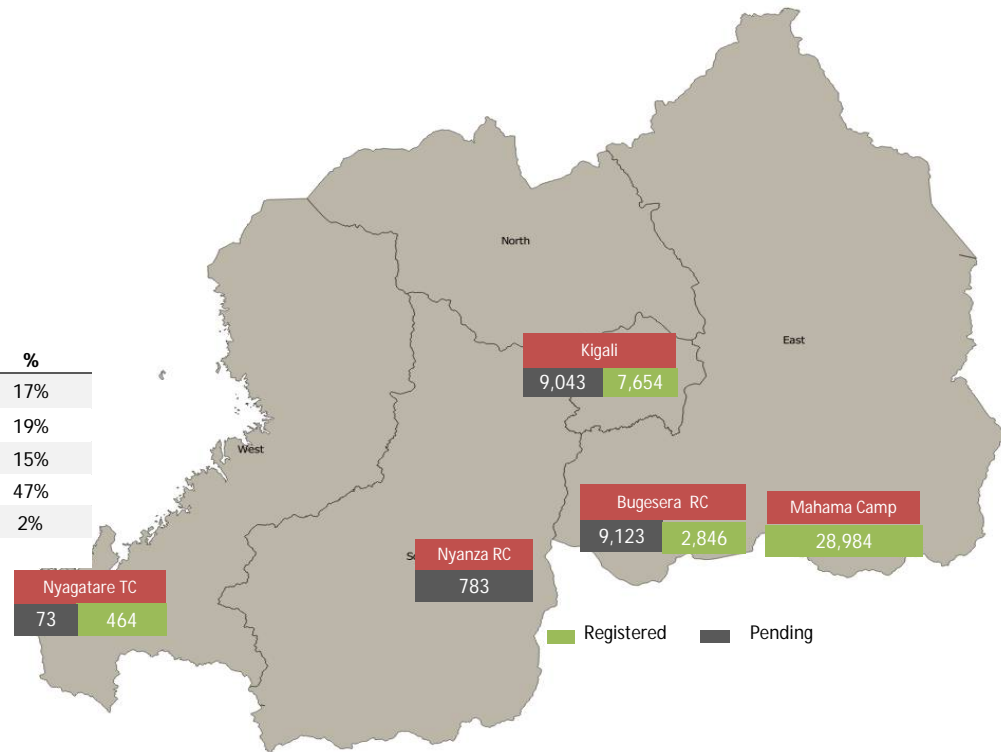 North
Kigali
9,043 7,654
East
%
17%
19%
15%
47%
2%
West
Bugesera RC
9,123 2,846
Mahama Camp
28,984
Nyanza RC
783
Nyagatare TC
73 464
Registered Pending